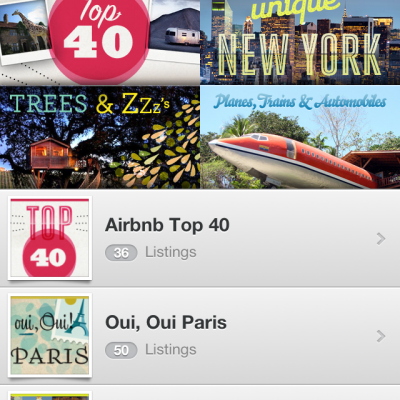 Top
40
unique
NEW YORK
TREES & ZZz's
Planes, Trains & Automobiles
TOP
40
Airbnb Top 40
36 Listings
oui, Oui!
PARIS
Oui, Oui Paris
50 Listings